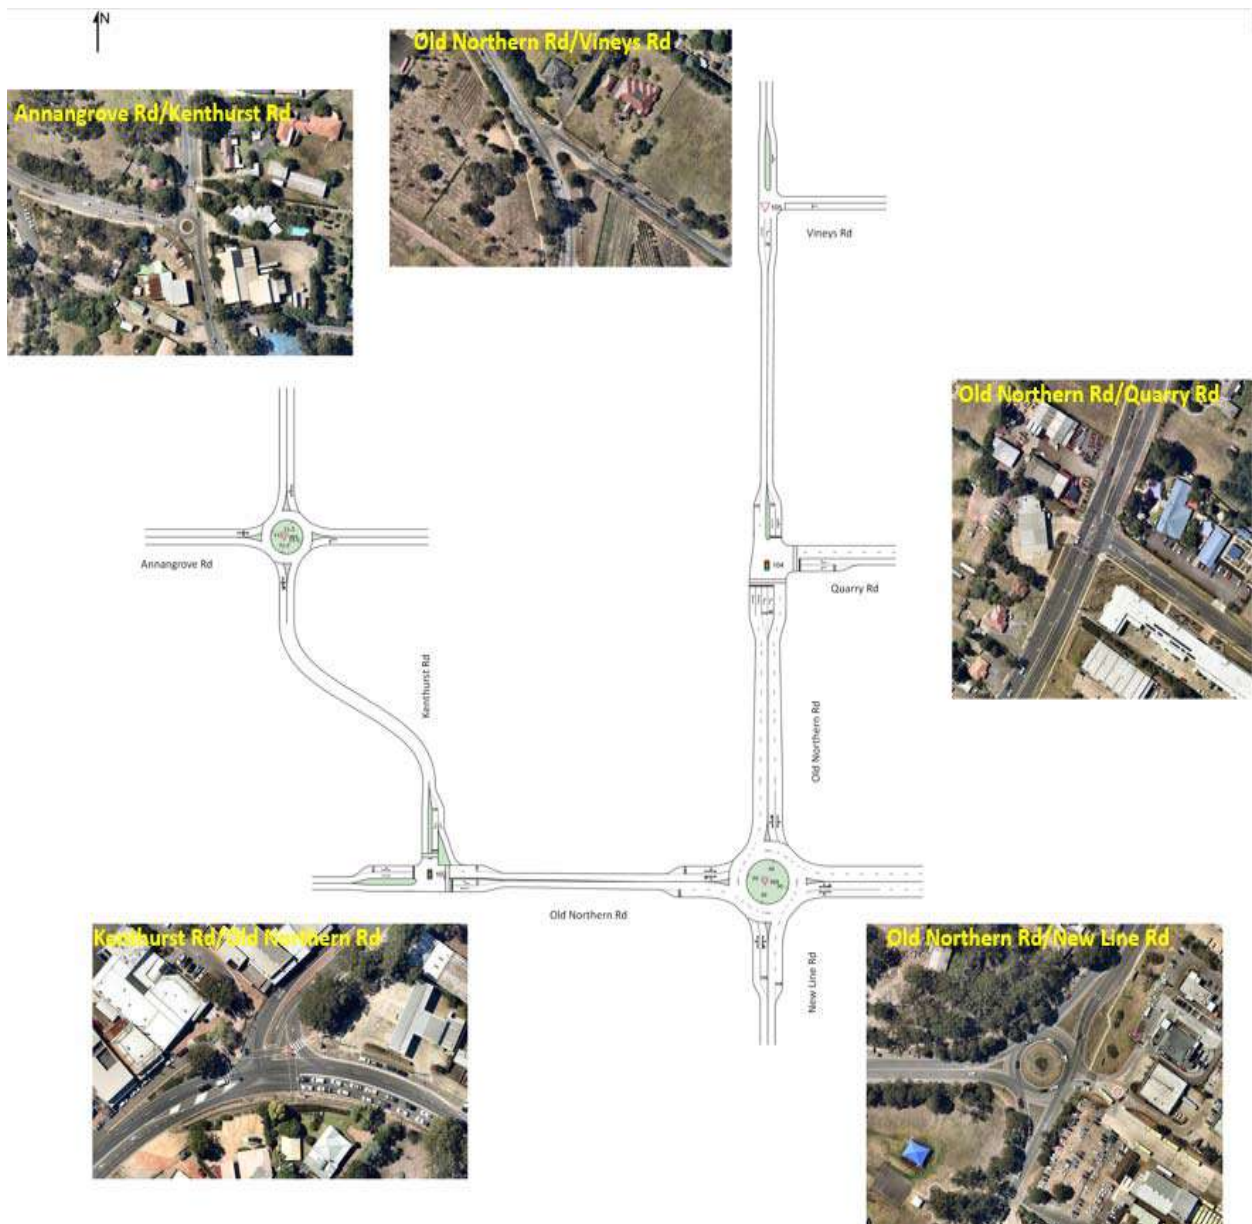 N
Old Northern Rd/Vineys Rd
Annangrove Rd/Kenthurst Rd
Vineys Rd
Old Northern Rd/Quarry Rd
104
Annangrove Rd
Quarry Rd
Kenthurst Rd
Old Northern Rd
Old Northern Rd
New Line Rd
Kenthurst Rd/Old Northern Rd
Old Northern Rd/New Line Rd